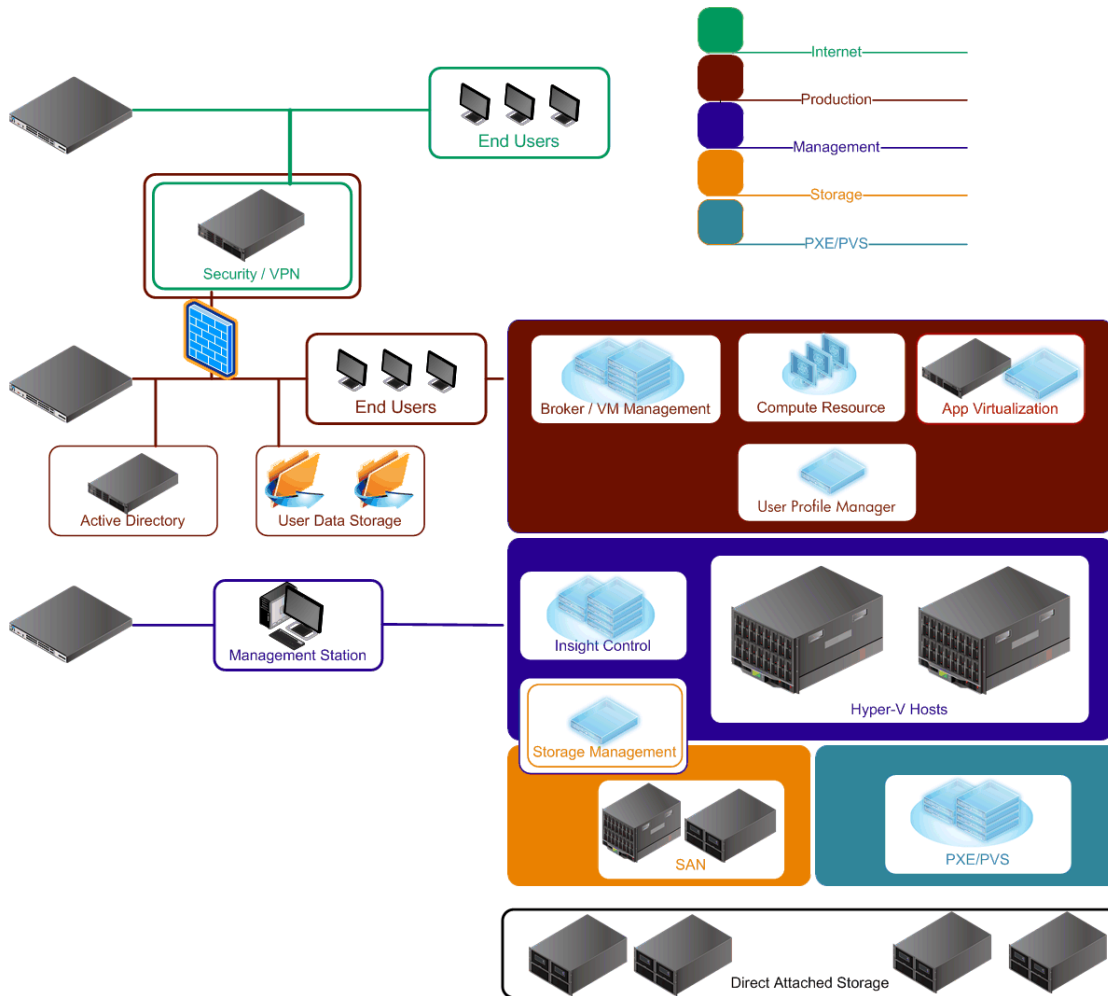 Internet
Production
Management
Storage
PXE/PVS
End Users
Security / VPN
End Users
Active Directory
User Data Storage
Broker / VM Management
Compute Resource
App Virtualization
User Profile Manager
Management Station
Insight Control
Hyper-V Hosts
Storage Management
SAN
PXE/PVS
Direct Attached Storage